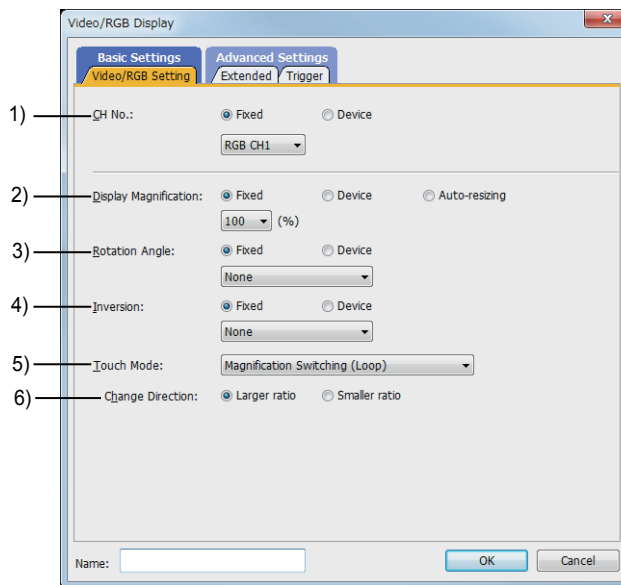 Video/RGB Display
x
Basic Settings Advanced Settings
Video/RGB Setting Extended Trigger
1) CH No.: Fixed Device
RGB CH1
2) Display Magnification: Fixed Device Auto-resizing
100 (%)
3) Rotation Angle: Fixed Device
None
4) Inversion: Fixed Device
None
5) Touch Mode: Magnification Switching (Loop)
6) Change Direction: Larger ratio Smaller ratio
Name: OK Cancel